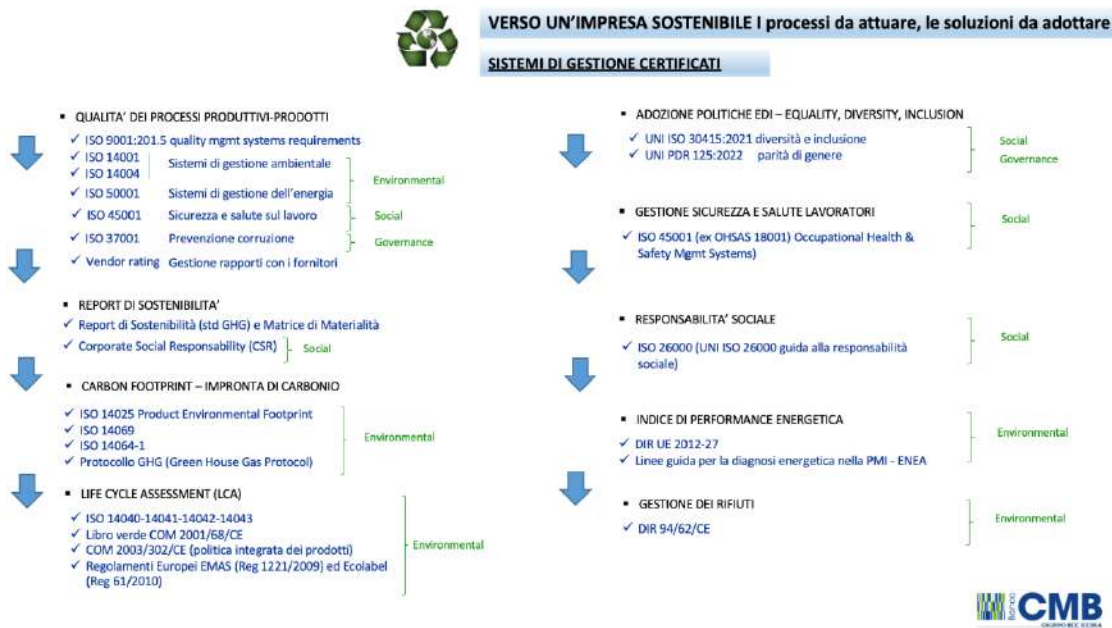 VERSO UN'IMPRESA SOSTENIBILE I processi da attuare, le soluzioni da adottare
SISTEMI DI GESTIONE CERTIFICATI
▪ QUALITA' DEI PROCESSI PRODUTTIVI-PRODOTTI
✓ ISO 9001:201.5 quality mgmt systems requirements
✓ ISO 14001
Sistemi di gestione ambientale
✓ ISO 14004
✓ ISO 50001 Sistemi di gestione dell'energia
Environmental
✓ ISO 45001 Sicurezza e salute sul lavoro
Social
✓ ISO 37001 Prevenzione corruzione
Governance
✓ Vendor rating Gestione rapporti con i fornitori
▪ REPORT DI SOSTENIBILITA'
✓ Report di Sostenibilità (std GHG) e Matrice di Materialità
✓ Corporate Social Responsability (CSR)
Social
▪ CARBON FOOTPRINT – IMPRONTA DI CARBONIO
✓ ISO 14025 Product Environmental Footprint
✓ ISO 14069
✓ ISO 14064-1
✓ Protocollo GHG (Green House Gas Protocol)
Environmental
▪ LIFE CYCLE ASSESSMENT (LCA)
✓ ISO 14040-14041-14042-14043
✓ Libro verde COM 2001/68/CE
✓ COM 2003/302/CE (politica integrata dei prodotti)
✓ Regolamenti Europei EMAS (Reg 1221/2009) ed Ecolabel
(Reg 61/2010)
Environmental
▪ ADOZIONE POLITICHE EDI – EQUALITY, DIVERSITY, INCLUSION
✓ UNI ISO 30415:2021 diversità e inclusione
✓ UNI PDR 125:2022 parità di genere
Social
Governance
▪ GESTIONE SICUREZZA E SALUTE LAVORATORI
✓ ISO 45001 (ex OHSAS 18001) Occupational Health &
Safety Mgmt Systems)
Social
▪ RESPONSABILITA' SOCIALE
✓ ISO 26000 (UNI ISO 26000 guida alla responsabilità
sociale)
Social
▪ INDICE DI PERFORMANCE ENERGETICA
✓ DIR UE 2012-27
✓ Linee guida per la diagnosi energetica nella PMI - ENEA
Environmental
▪ GESTIONE DEI RIFIUTI
✓ DIR 94/62/CE
Environmental
Banca
CMB